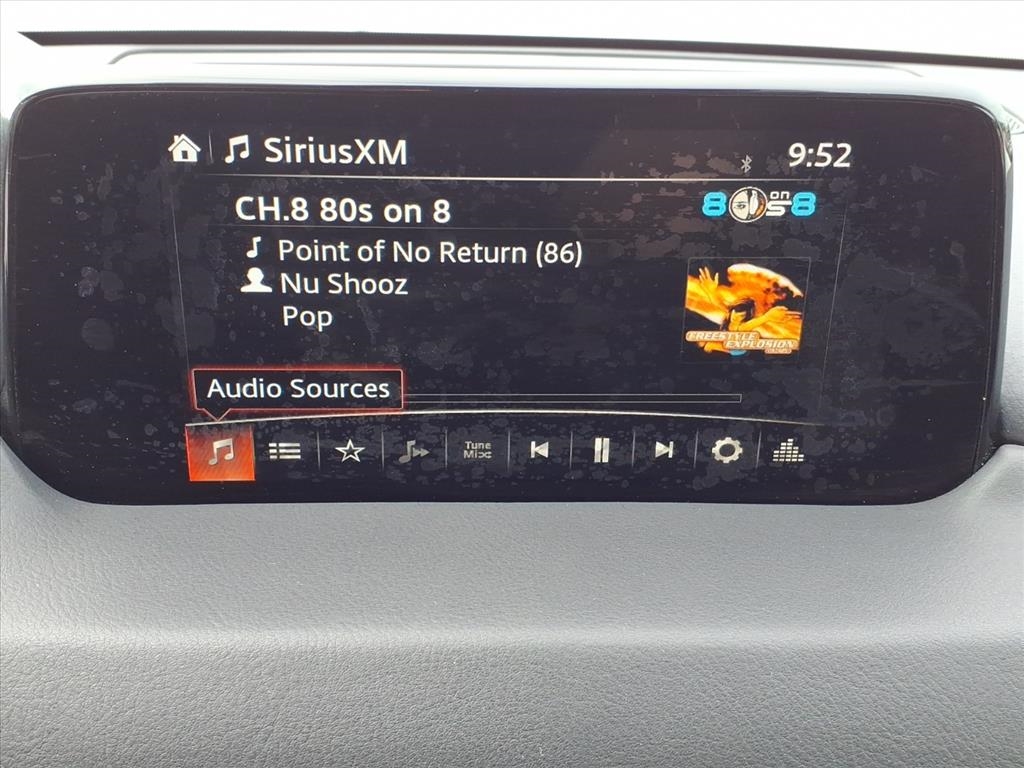 SiriusXM
9:52
CH.8 80s on 8
80s on 8
Point of No Return (86)
Nu Shooz
Pop
FREESTYLE
EXPLOSION
Audio Sources
Tune
Mix